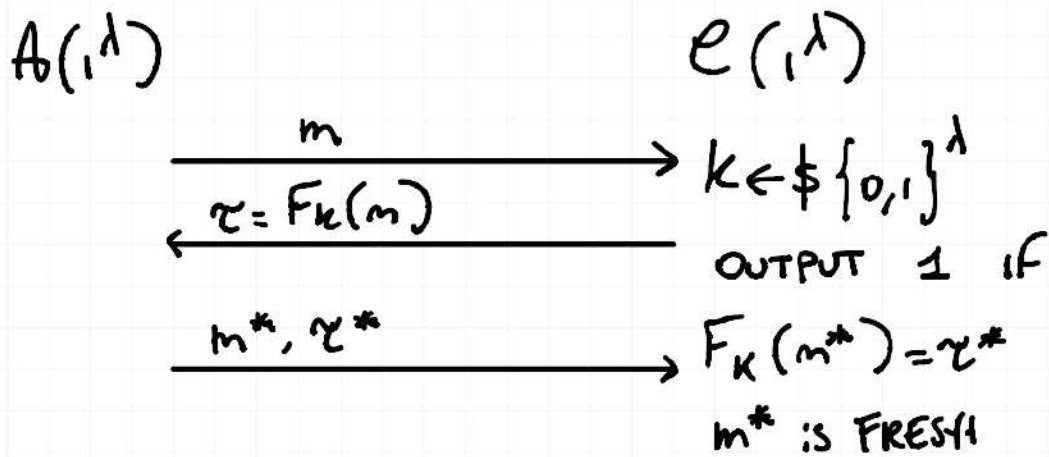 A(1^λ) C(1^λ)
m
k ←$ {0,1}^λ
τ = F_k(m)
OUTPUT 1 IF
m*, τ*
F_k(m*) = τ*
m* is FRESH